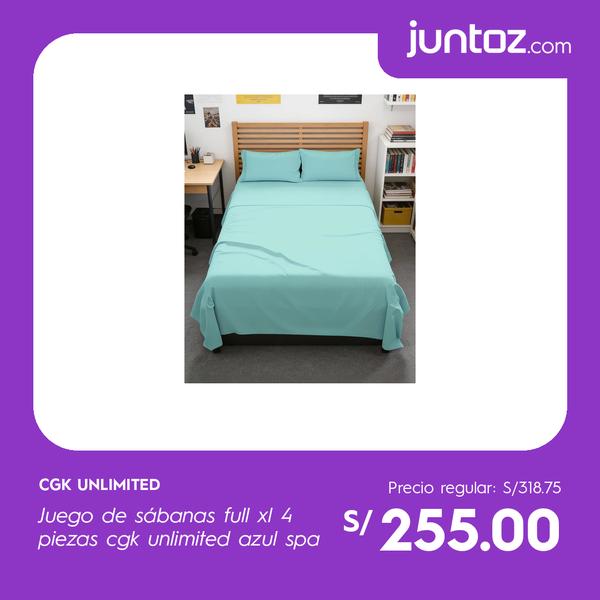 juntoz.com
CGK UNLIMITED
Juego de sábanas full xl 4
piezas cgk unlimited azul spa
Precio regular: S/318.75
S/255.00